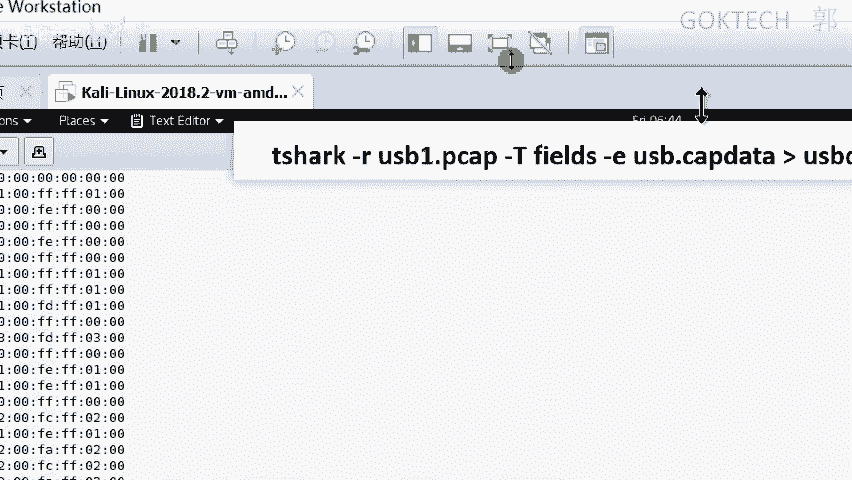 e Workstation
GOKTECH 郭
卡(T) 帮助(H)
Kali-Linux-2018.2-vm-amd...
ons Places Text Editor Fri 06:44
tshark -r usb1.pcap -T fields -e usb.capdata > usbd
0:00:00:00:00:00:00
1:00:ff:ff:01:00
0:00:fe:ff:00:00
0:00:ff:ff:00:00
0:00:fe:ff:00:00
0:00:ff:ff:00:00
1:00:ff:ff:01:00
1:00:ff:ff:01:00
1:00:fd:ff:01:00
0:00:ff:ff:00:00
3:00:fd:ff:03:00
0:00:ff:ff:00:00
1:00:fe:ff:01:00
1:00:fe:ff:01:00
0:00:ff:ff:00:00
2:00:fc:ff:02:00
1:00:fe:ff:01:00
2:00:fa:ff:02:00
2:00:fc:ff:02:00